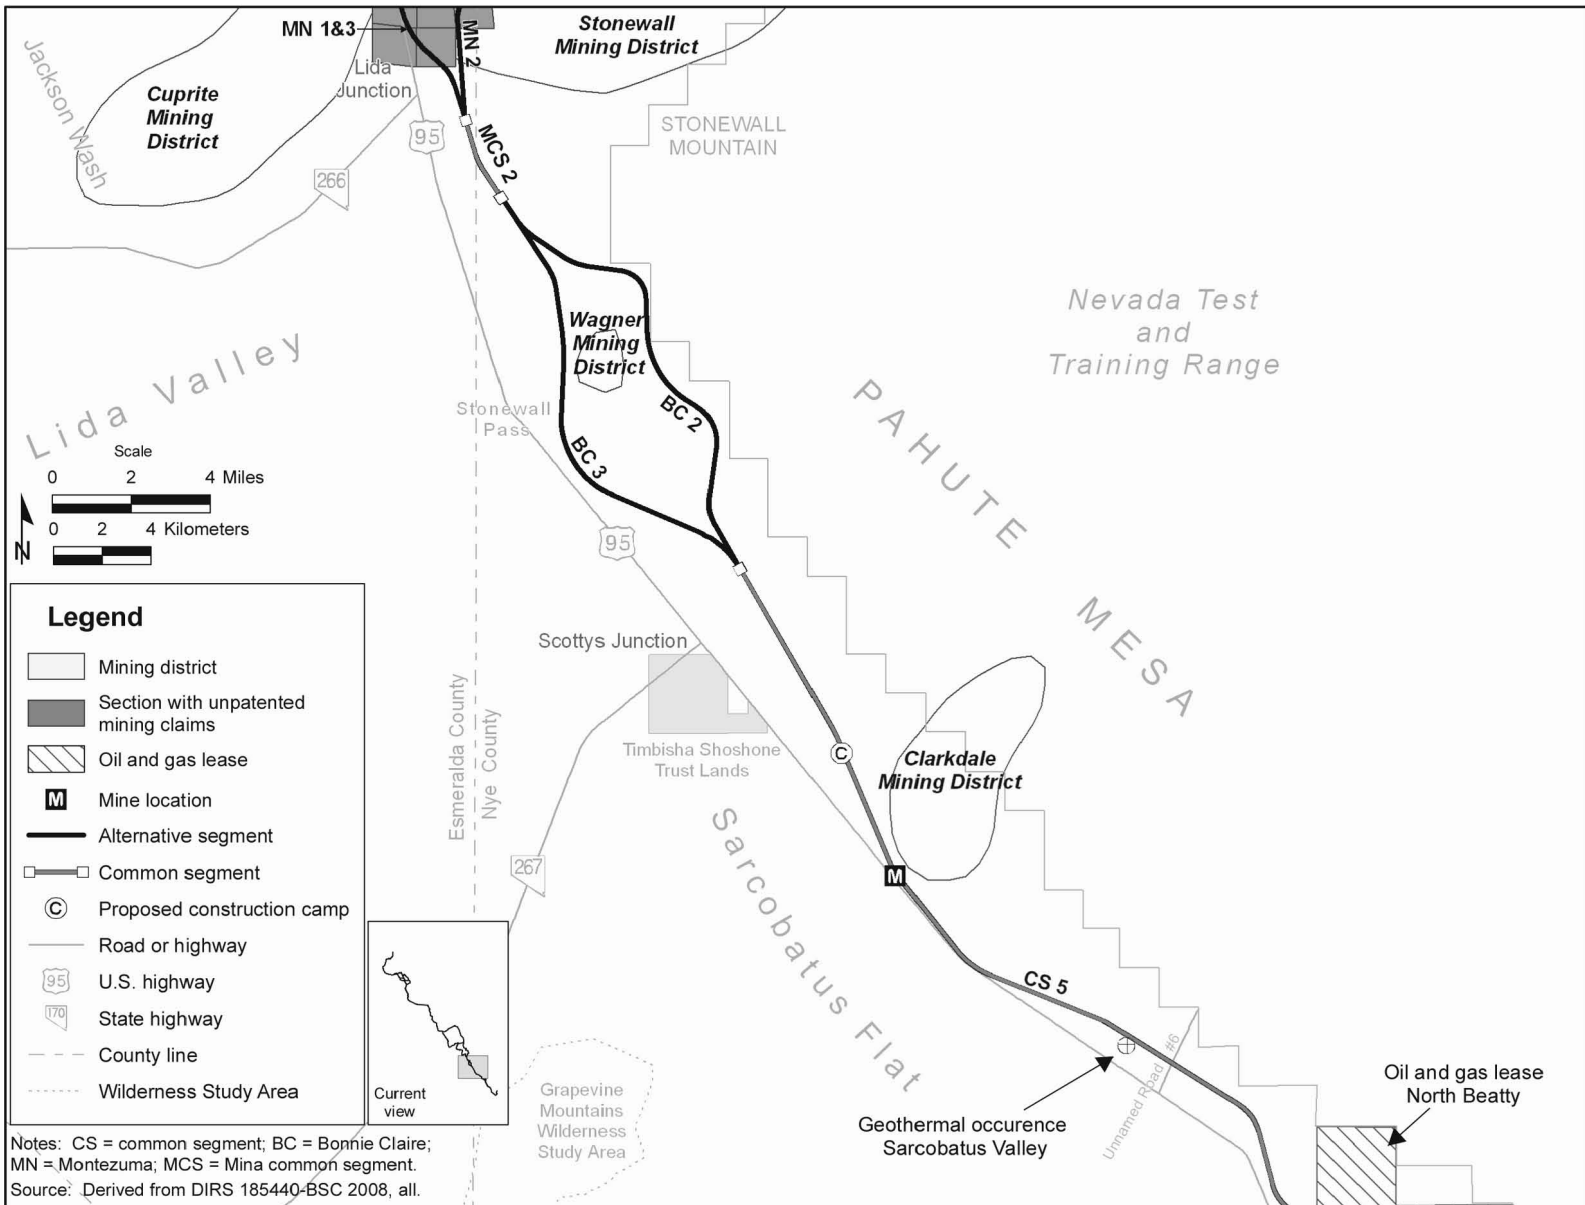 MN 1&3
MN 2
Stonewall
Mining District
Jackson Wash
Lida
Junction
Cuprite
Mining
District
95
MCS 2
STONEWALL
MOUNTAIN
266
Wagner
Mining
District
Nevada Test
and
Training Range
Lida Valley
PAHUTE MESA
Stonewall
Pass
BC 2
BC 3
Scale
0 2 4 Miles
0 2 4 Kilometers
N
95
Legend
Mining district
Section with unpatented
mining claims
Oil and gas lease
M Mine location
Alternative segment
Common segment
C Proposed construction camp
Road or highway
95 U.S. highway
170 State highway
County line
Wilderness Study Area
Scottys Junction
Esmeralda County
Nye County
Timbisha Shoshone
Trust Lands
C
Clarkdale
Mining District
267
M
Sarcobatus Flat
CS 5
Current
view
Grapevine
Mountains
Wilderness
Study Area
Unnamed Road #6
Geothermal occurence
Sarcobatus Valley
Oil and gas lease
North Beatty
Notes: CS = common segment; BC = Bonnie Claire;
MN = Montezuma; MCS = Mina common segment.
Source: Derived from DIRS 185440-BSC 2008, all.